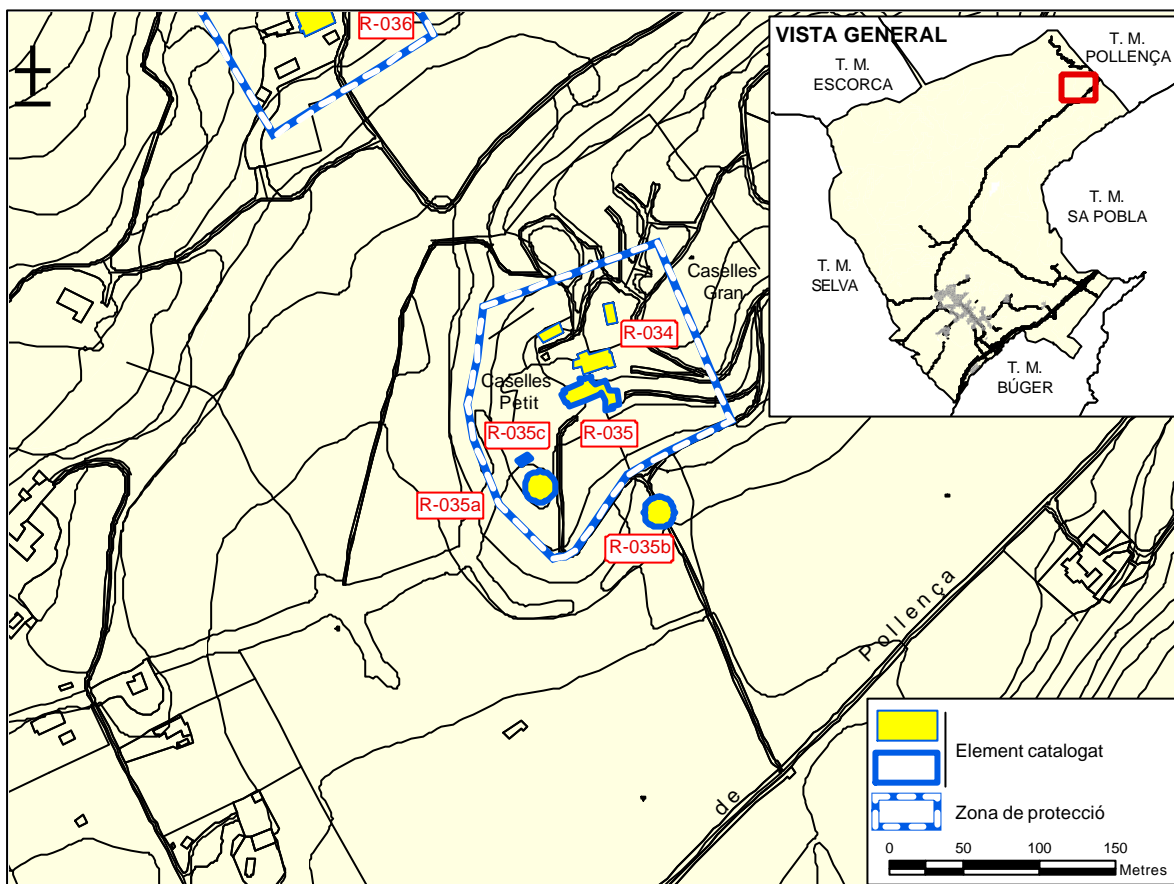 R-036
VISTA GENERAL
T. M.
POLLENÇA
T. M.
ESCORCA
T. M.
SA POBLA
T. M.
SELVA
T. M.
BÚGER
Caselles
Gran
R-034
Caselles
Petit
R-035c
R-035
R-035a
R-035b
de Pollença
Element catalogat
Zona de protecció
0 50 100 150
Metres